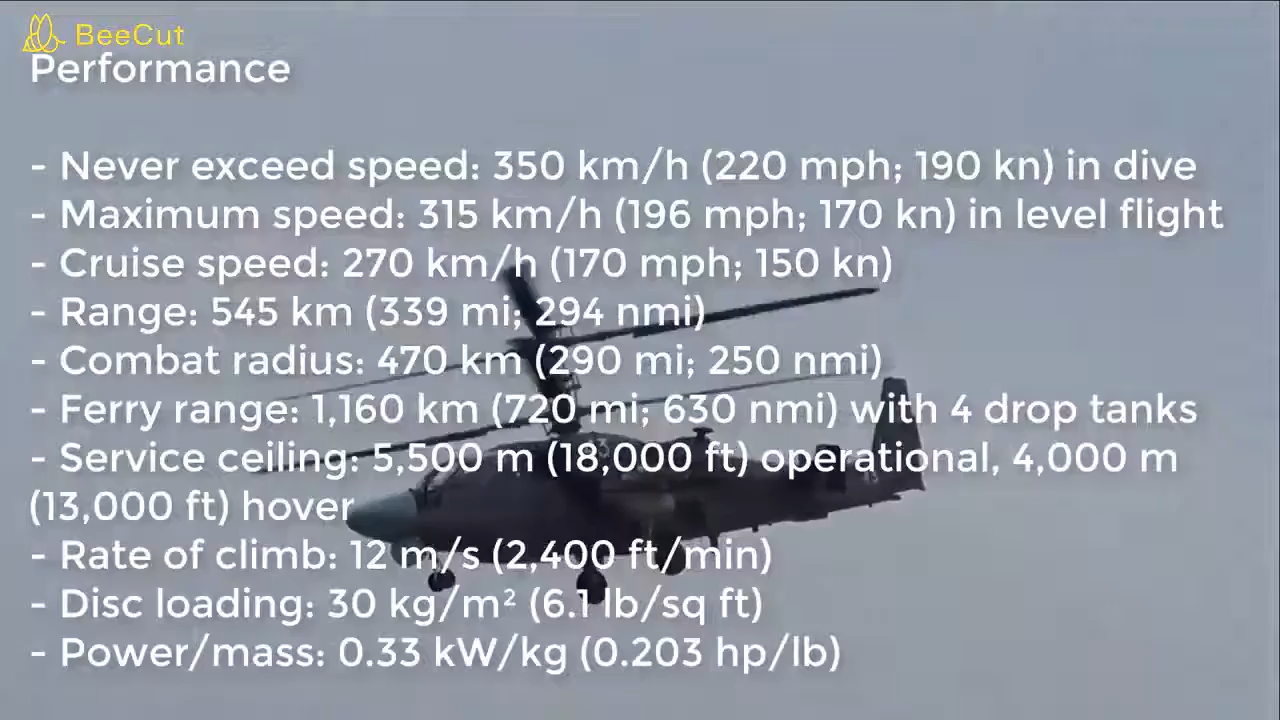 BeeCut
Performance
- Never exceed speed: 350 km/h (220 mph; 190 kn) in dive
- Maximum speed: 315 km/h (196 mph; 170 kn) in level flight
- Cruise speed: 270 km/h (170 mph; 150 kn)
- Range: 545 km (339 mi; 294 nmi)
- Combat radius: 470 km (290 mi; 250 nmi)
- Ferry range: 1,160 km (720 mi; 630 nmi) with 4 drop tanks
- Service ceiling: 5,500 m (18,000 ft) operational, 4,000 m
(13,000 ft) hover
- Rate of climb: 12 m/s (2,400 ft/min)
- Disc loading: 30 kg/m² (6.1 lb/sq ft)
- Power/mass: 0.33 kW/kg (0.203 hp/lb)